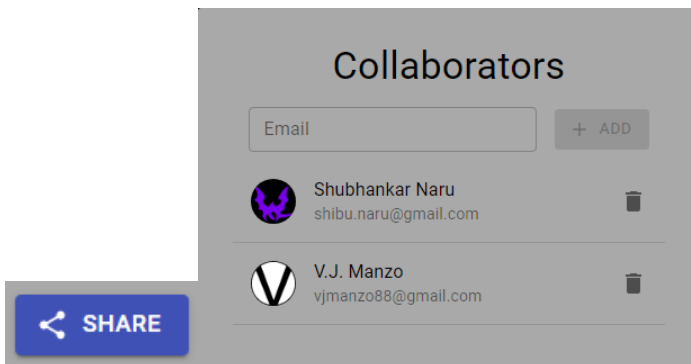 Collaborators
Email
+ ADD
Shubhankar Naru
shibu.naru@gmail.com
V.J. Manzo
vjmanzo88@gmail.com
SHARE